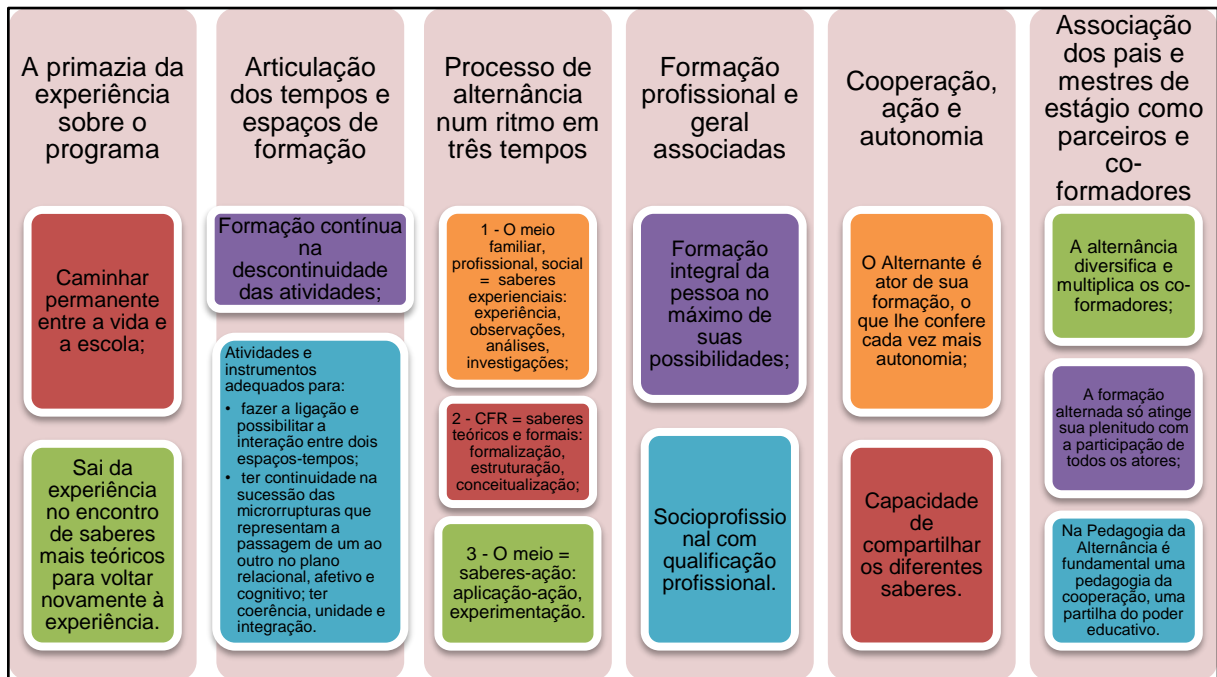 A primazia da
experiência
sobre o
programa
Caminhar
permanente
entre a vida e
a escola;
Sai da
experiência
no encontro
de saberes
mais teóricos
para voltar
novamente à
experiência.
Articulação
dos tempos e
espaços de
formação
Formação contínua
na
descontinuidade
das atividades;
Atividades e
instrumentos
adequados para:
• fazer a ligação e
possibilitar a
interação entre dois
espaços-tempos;
• ter continuidade na
sucessão das
microrrupturas que
representam a
passagem de um ao
outro no plano
relacional, afetivo e
cognitivo; ter
coerência, unidade e
integração.
Processo de
alternância
num ritmo em
três tempos
1 - O meio
familiar,
profissional, social
= saberes
experienciais:
experiência,
observações,
análises,
investigações;
2 - CFR = saberes
teóricos e formais:
formalização,
estruturação,
conceitualização;
3 - O meio =
saberes-ação:
aplicação-ação,
experimentação.
Formação
profissional e
geral
associadas
Formação
integral da
pessoa no
máximo de
suas
possibilidades;
Socioprofissio
nal com
qualificação
profissional.
Cooperação,
ação e
autonomia
O Alternante é
ator de sua
formação, o
que lhe confere
cada vez mais
autonomia;
Capacidade
de
compartilhar
os diferentes
saberes.
Associação
dos pais e
mestres de
estágio como
parceiros e
co-
formadores
A alternância
diversifica e
multiplica os co-
formadores;
A formação
alternada só atinge
sua plenitudo com
a participação de
todos os atores;
Na Pedagogia da
Alternância é
fundamental uma
pedagogia da
cooperação, uma
partilha do poder
educativo.